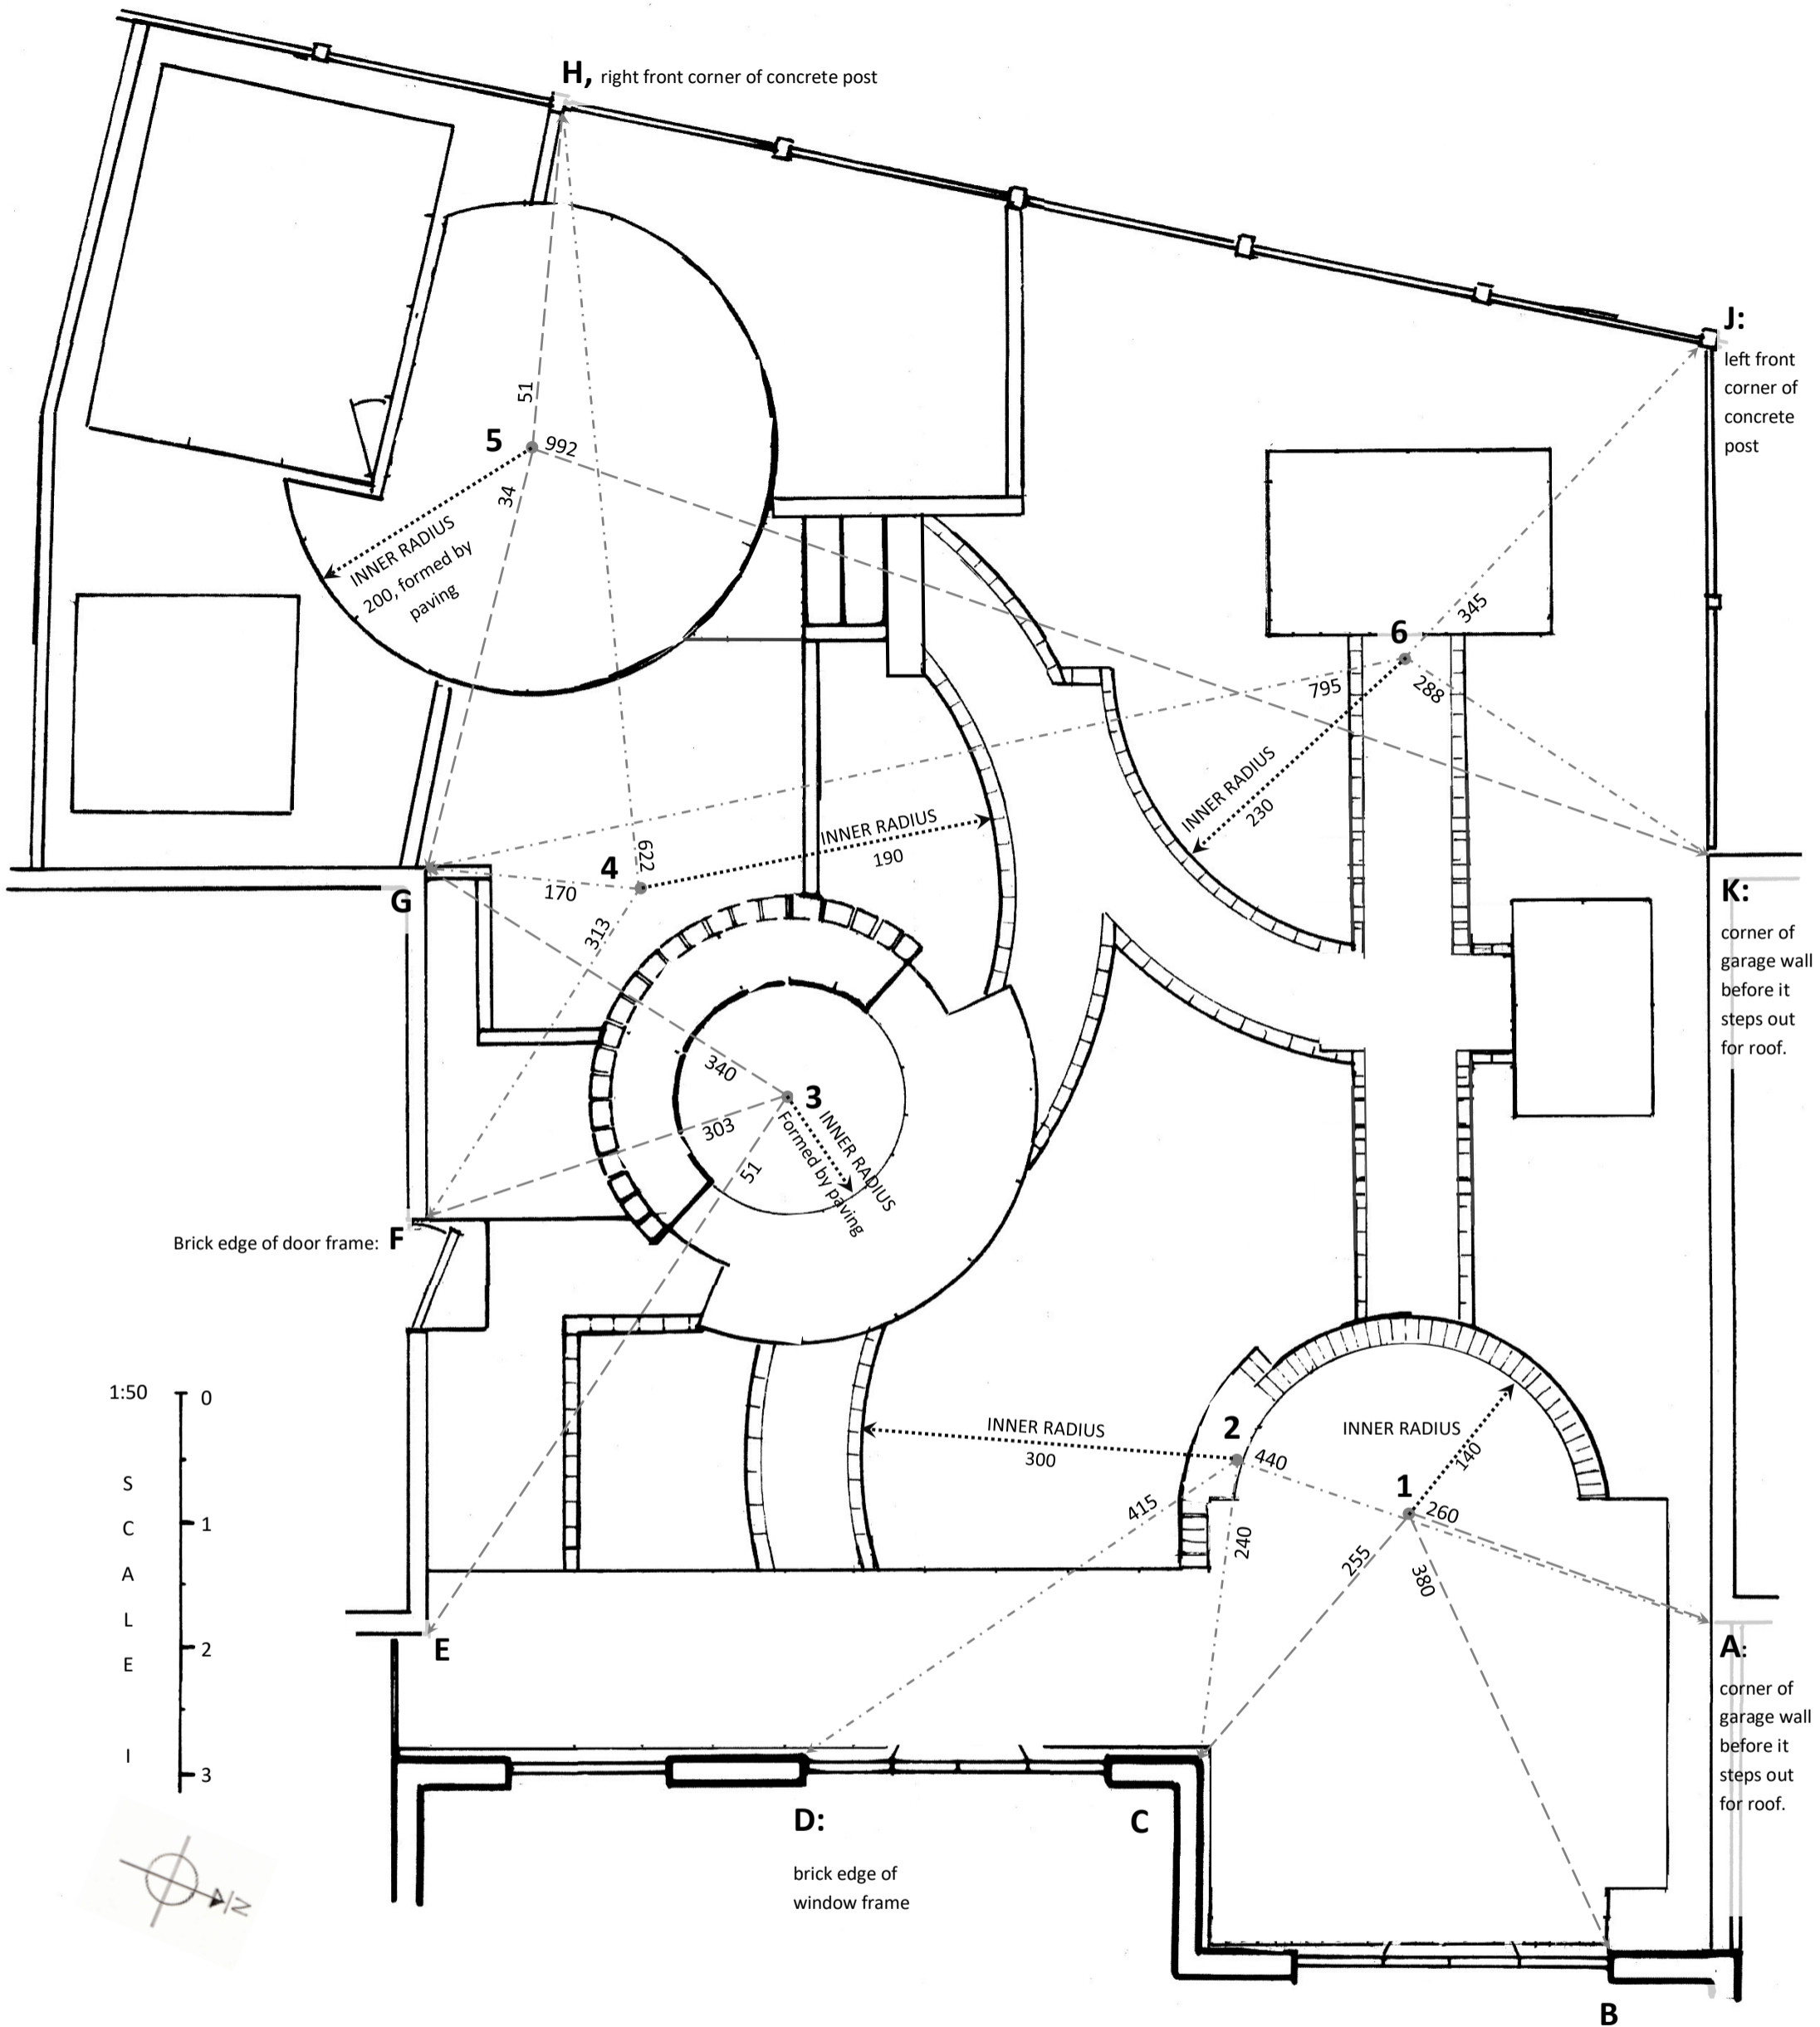 H, right front corner of concrete post
J:
left front
corner of
concrete
post
51
5
992
34
INNER RADIUS
200, formed by
paving
345
6
795
288
INNER RADIUS
230
INNER RADIUS
190
622
4
170
313
G
K:
corner of
garage wall
before it
steps out
for roof.
340
3
303
51
INNER RADIUS
Formed by paving
Brick edge of door frame: F
1:50
0
1
2
3
S
C
A
L
E
I
2
440
INNER RADIUS
300
INNER RADIUS
140
1
260
415
240
255
380
E
A:
corner of
garage wall
before it
steps out
for roof.
D:
brick edge of
window frame
C
N
B